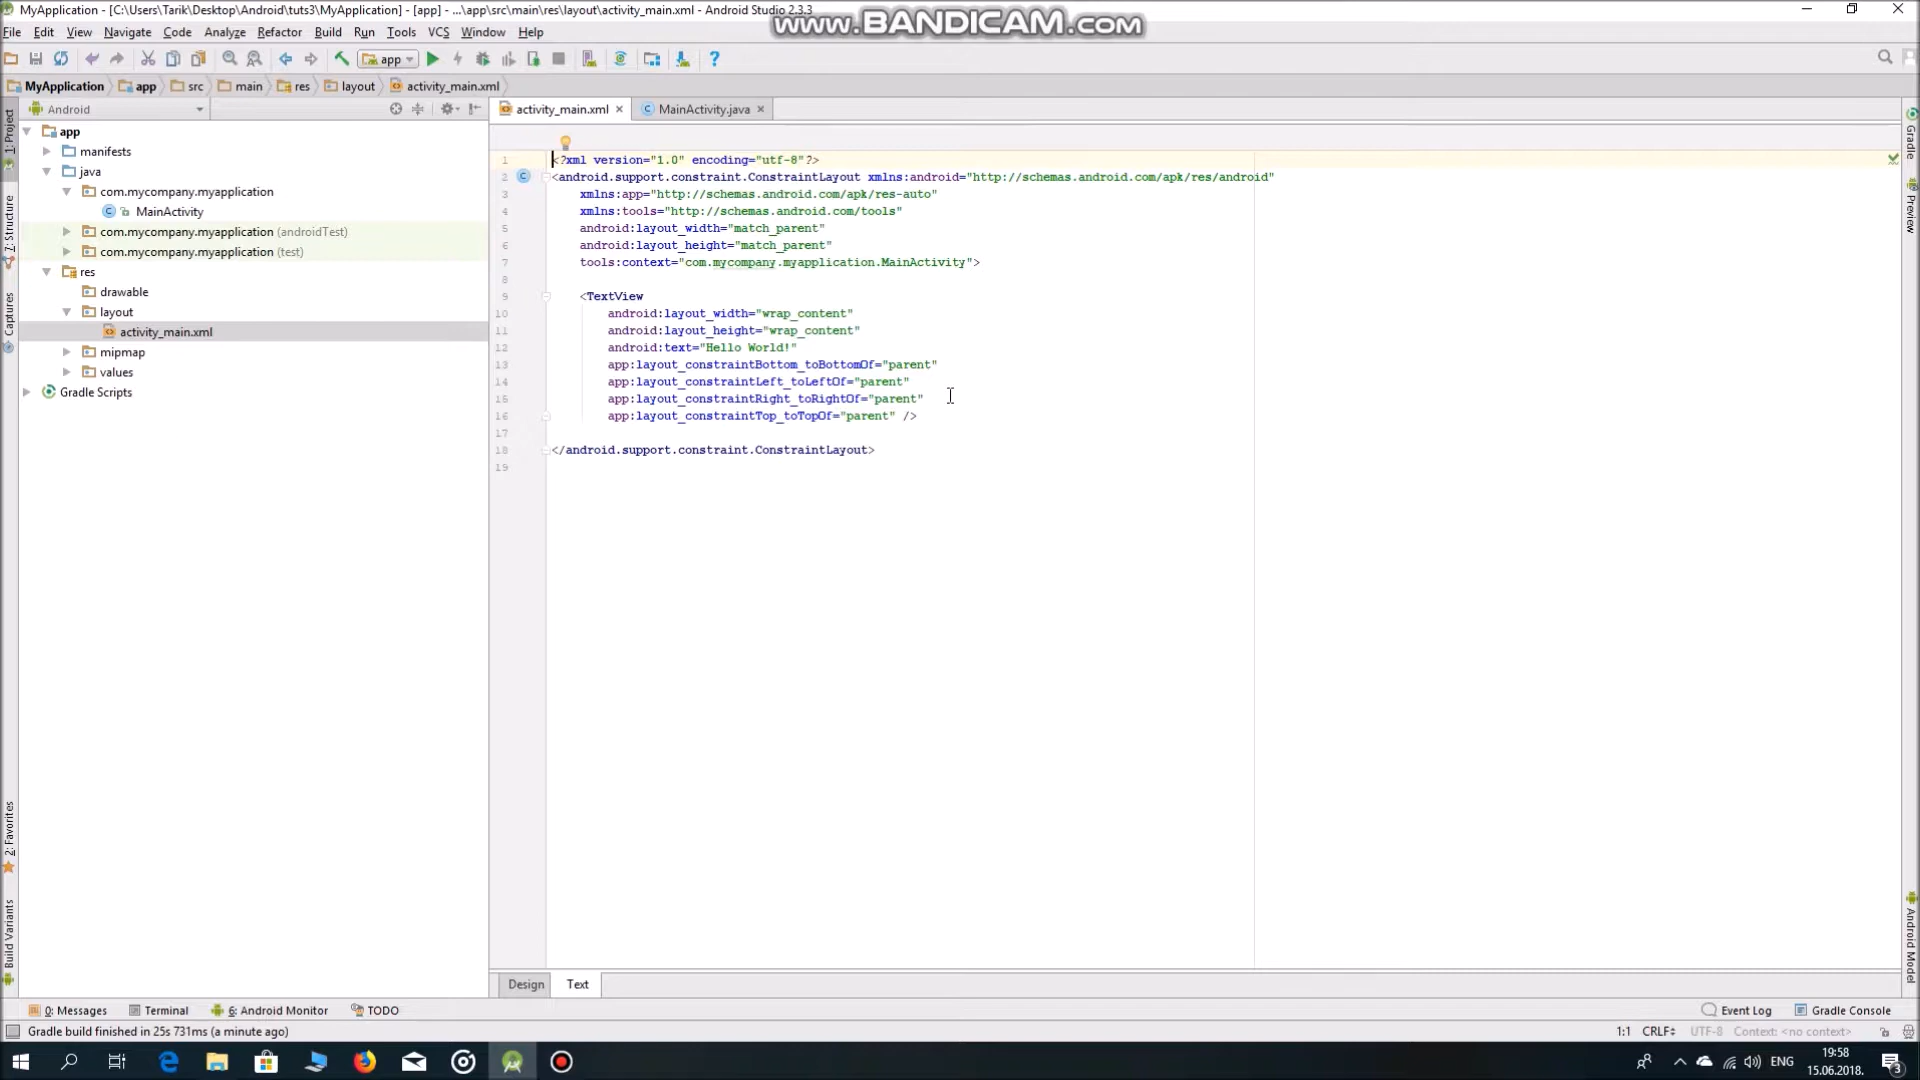 MyApplication - [C:\Users\Tarik\Desktop\Android\tuts3\MyApplication] - [app] - ...\app\src\main\res\layout\activity_main.xml - Android Studio 2.3.3
www.BANDICAM.com
File Edit View Navigate Code Analyze Refactor Build Run Tools VCS Window Help
app
MyApplication app src main res layout activity_main.xml
Android
activity_main.xml MainActivity.java
1: Project
7: Structure
Captures
2: Favorites
Build Variants
app
manifests
java
com.mycompany.myapplication
MainActivity
com.mycompany.myapplication (androidTest)
com.mycompany.myapplication (test)
res
drawable
layout
activity_main.xml
mipmap
values
Gradle Scripts
1 <?xml version="1.0" encoding="utf-8"?>
2 <android.support.constraint.ConstraintLayout xmlns:android="http://schemas.android.com/apk/res/android"
3 xmlns:app="http://schemas.android.com/apk/res-auto"
4 xmlns:tools="http://schemas.android.com/tools"
5 android:layout_width="match_parent"
6 android:layout_height="match_parent"
7 tools:context="com.mycompany.myapplication.MainActivity">
8
9 <TextView
10 android:layout_width="wrap_content"
11 android:layout_height="wrap_content"
12 android:text="Hello World!"
13 app:layout_constraintBottom_toBottomOf="parent"
14 app:layout_constraintLeft_toLeftOf="parent"
15 app:layout_constraintRight_toRightOf="parent"
16 app:layout_constraintTop_toTopOf="parent" />
17
18 </android.support.constraint.ConstraintLayout>
19
Gradle
Preview
Android Model
Design Text
0: Messages Terminal 6: Android Monitor TODO Event Log Gradle Console
Gradle build finished in 25s 731ms (a minute ago) 1:1 CRLF UTF-8 Context: <no context>
ENG 19:58
15.06.2018.
3